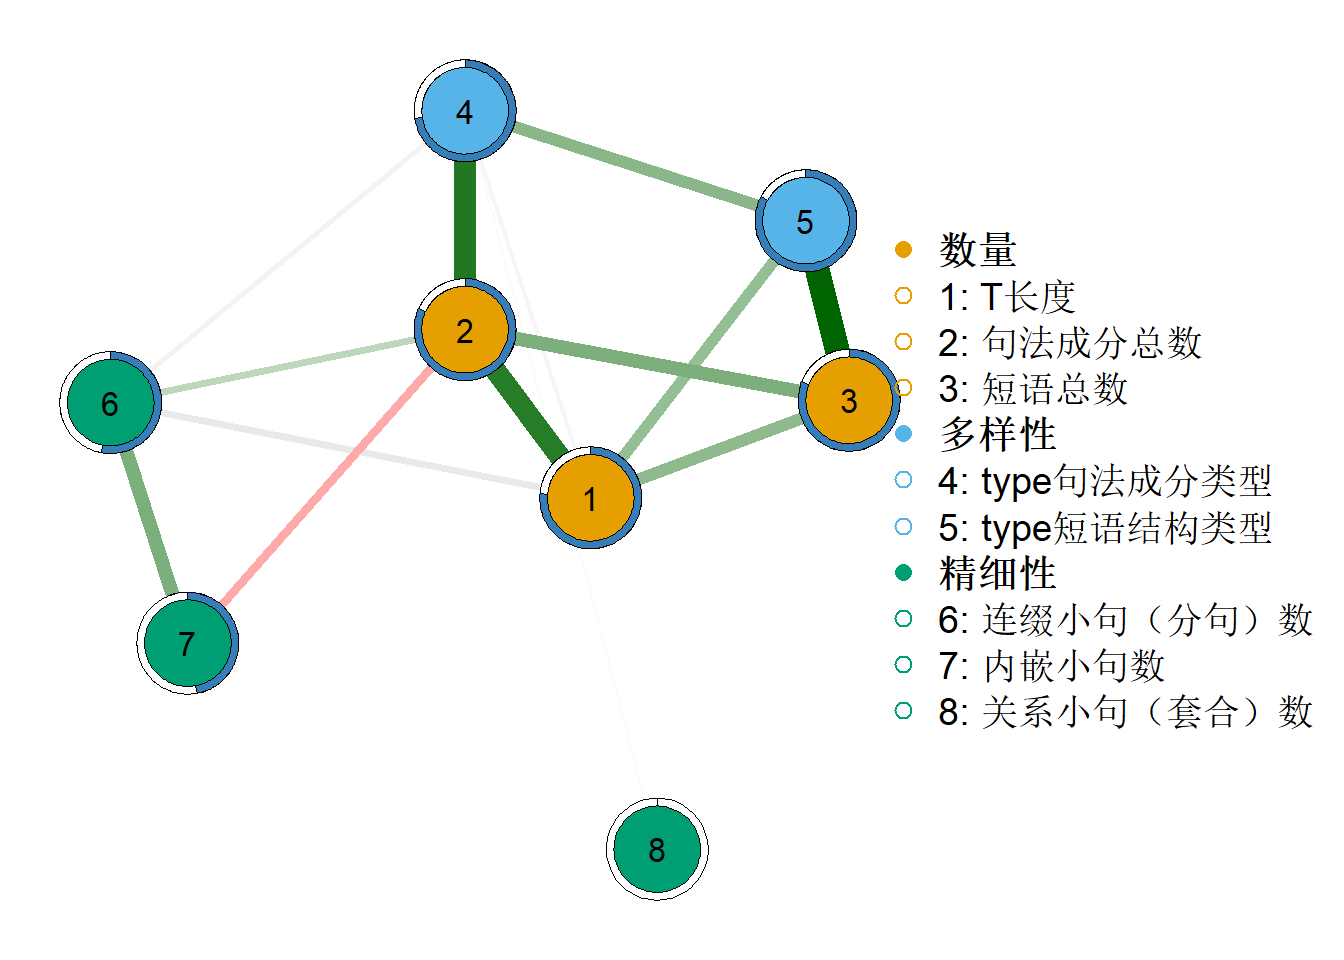 4
5
2
6
3
1
7
8
数量
1: T长度
2: 句法成分总数
3: 短语总数
多样性
4: type句法成分类型
5: type短语结构类型
精细性
6: 连缀小句（分句）数
7: 内嵌小句数
8: 关系小句（套合）数